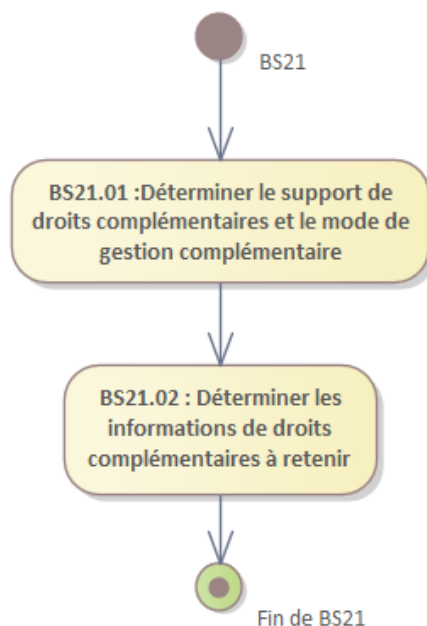 BS21
BS21.01 :Déterminer le support de
droits complémentaires et le mode de
gestion complémentaire
BS21.02 : Déterminer les
informations de droits
complémentaires à retenir
Fin de BS21